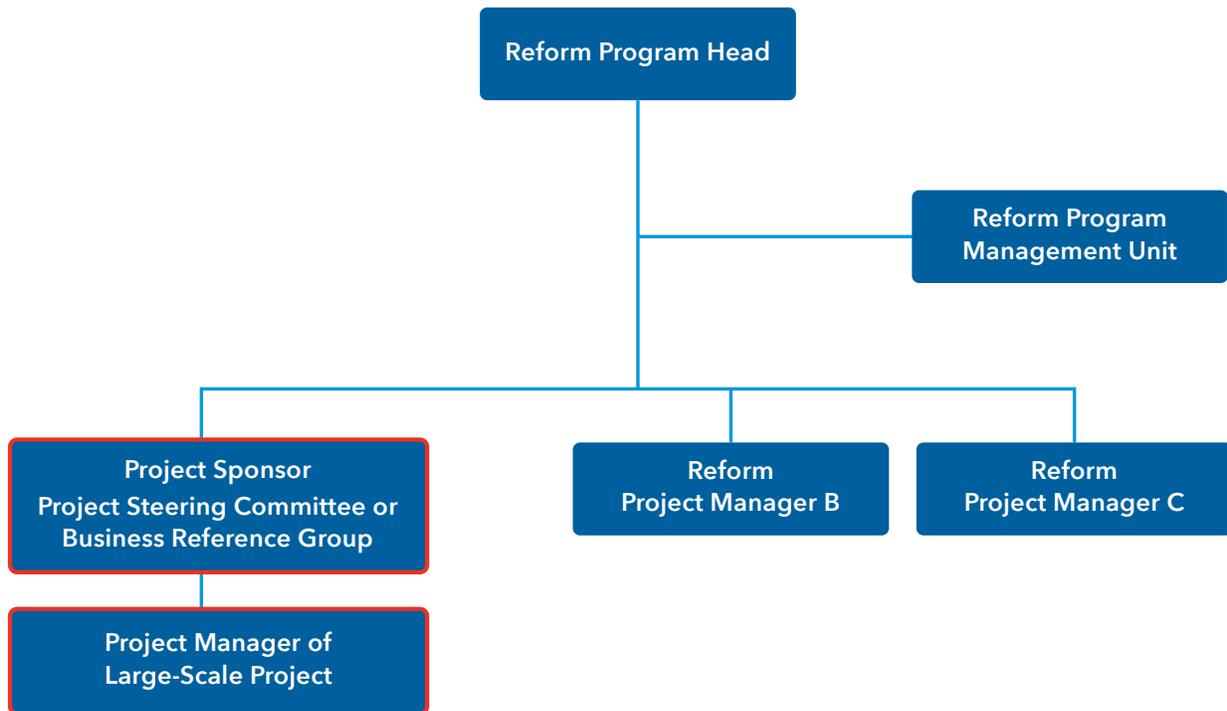 Reform Program Head
Reform Program
Management Unit
Project Sponsor
Project Steering Committee or
Business Reference Group
Reform
Project Manager B
Reform
Project Manager C
Project Manager of
Large-Scale Project